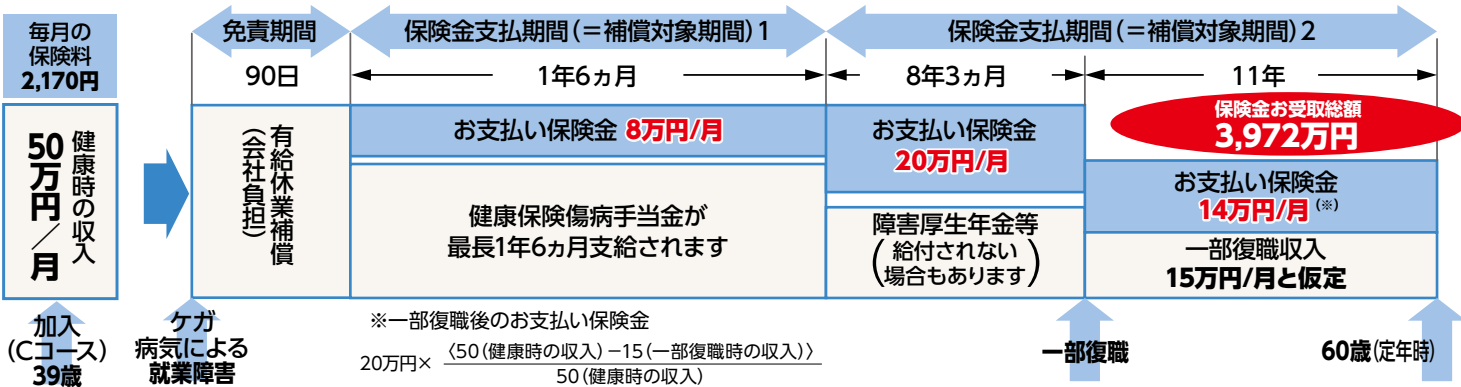 毎月の
保険料
2,170円
免責期間
保険金支払期間(=補償対象期間)1
保険金支払期間(=補償対象期間)2
90日
1年6ヵ月
8年3ヵ月
11年
健康時の収入
50万円/月
有給休業補償
(会社負担)
お支払い保険金 8万円/月
健康保険傷病手当金が
最長1年6ヵ月支給されます
お支払い保険金
20万円/月
障害厚生年金等
(給付されない
場合もあります)
保険金お受取総額
3,972万円
お支払い保険金
14万円/月(※)
一部復職収入
15万円/月と仮定
加入
(Cコース)
39歳
ケガ
病気による
就業障害
※一部復職後のお支払い保険金
20万円× 〈50(健康時の収入)−15(一部復職時の収入)〉
50(健康時の収入)
一部復職
60歳(定年時)